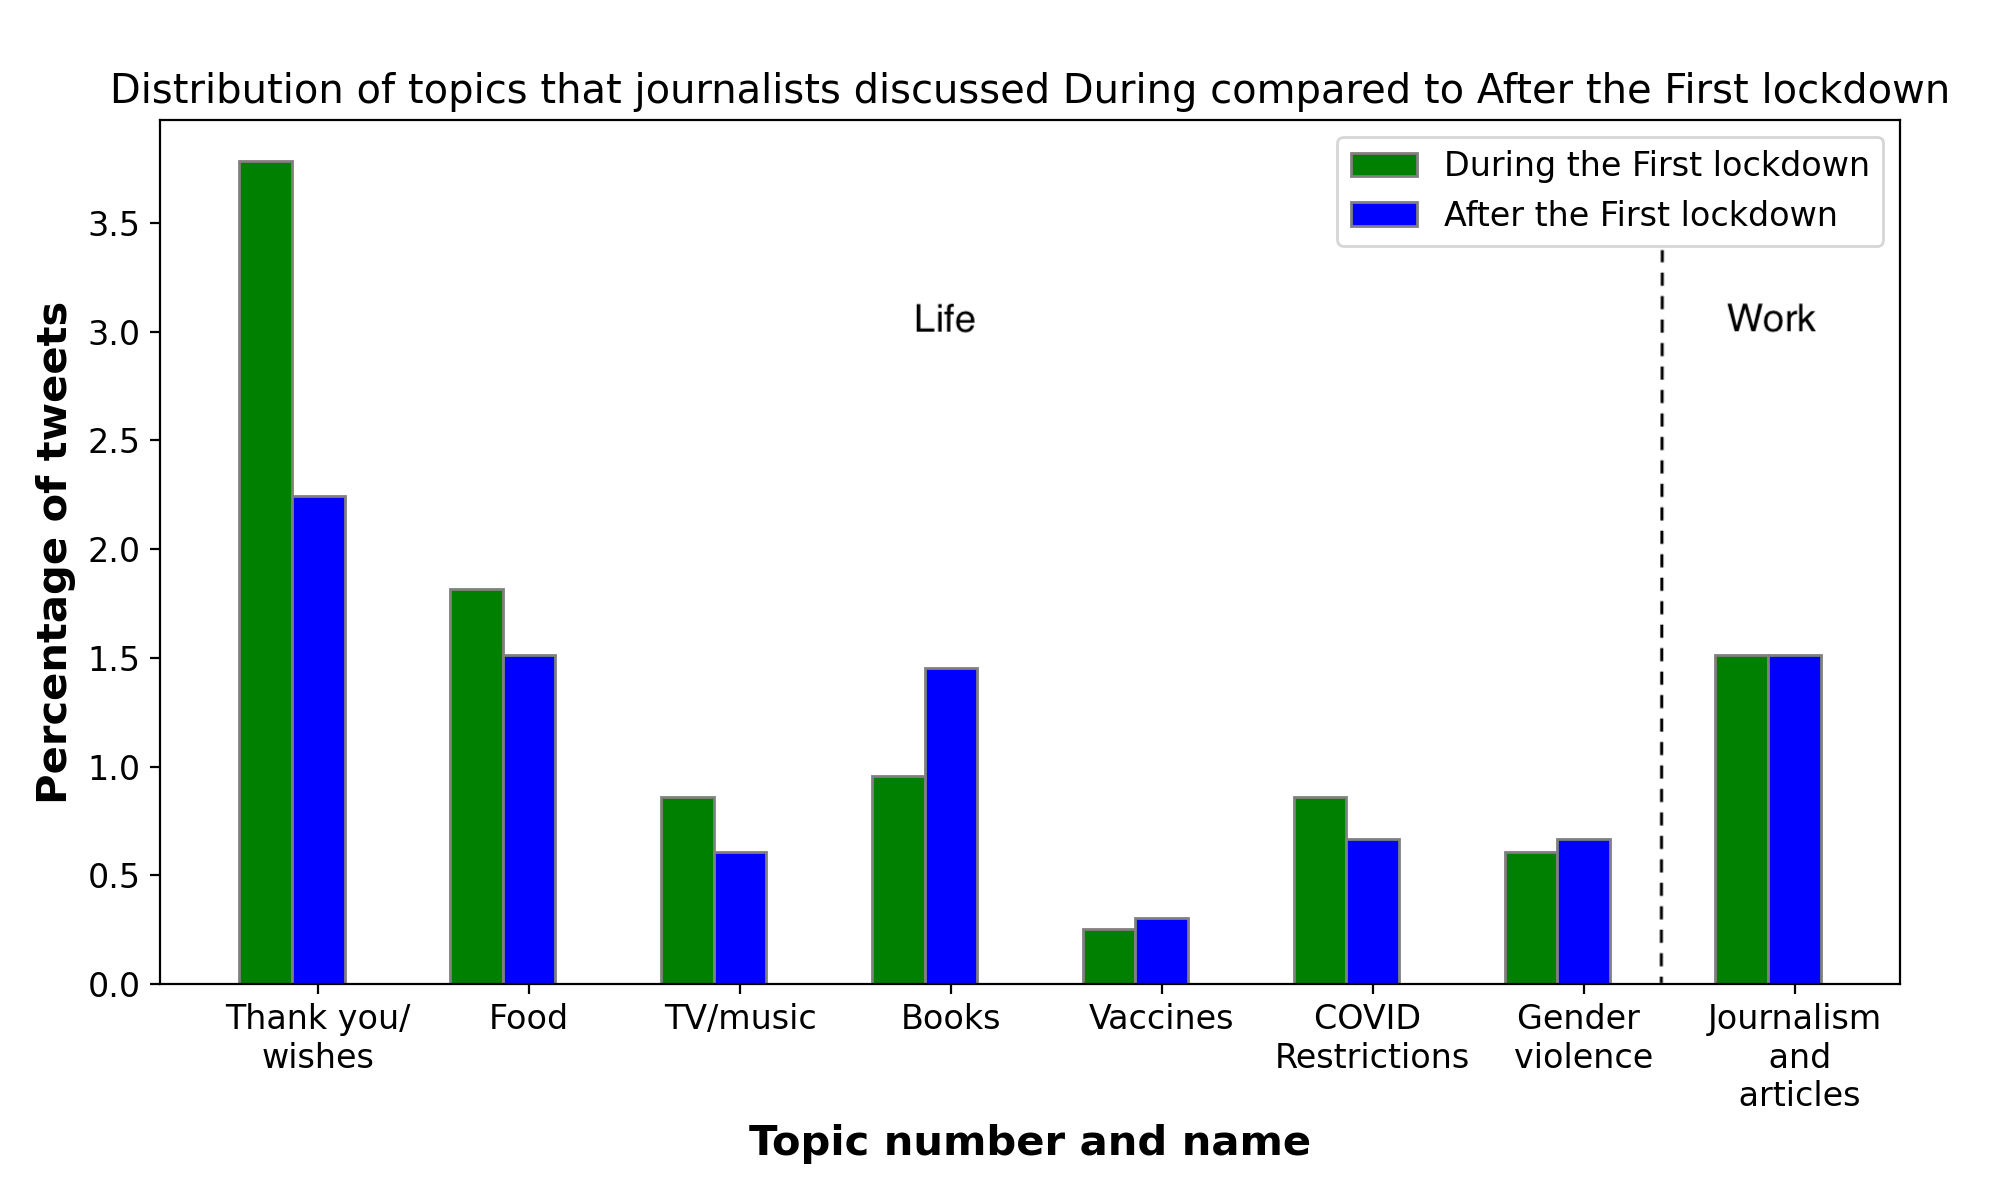 Distribution of topics that journalists discussed During compared to After the First lockdown
During the First lockdown
After the First lockdown
Life
Work
Percentage of tweets
3.5
3.0
2.5
2.0
1.5
1.0
0.5
0.0
Thank you/
wishes
Food
TV/music
Books
Vaccines
COVID
Restrictions
Gender
violence
Journalism
and
articles
Topic number and name